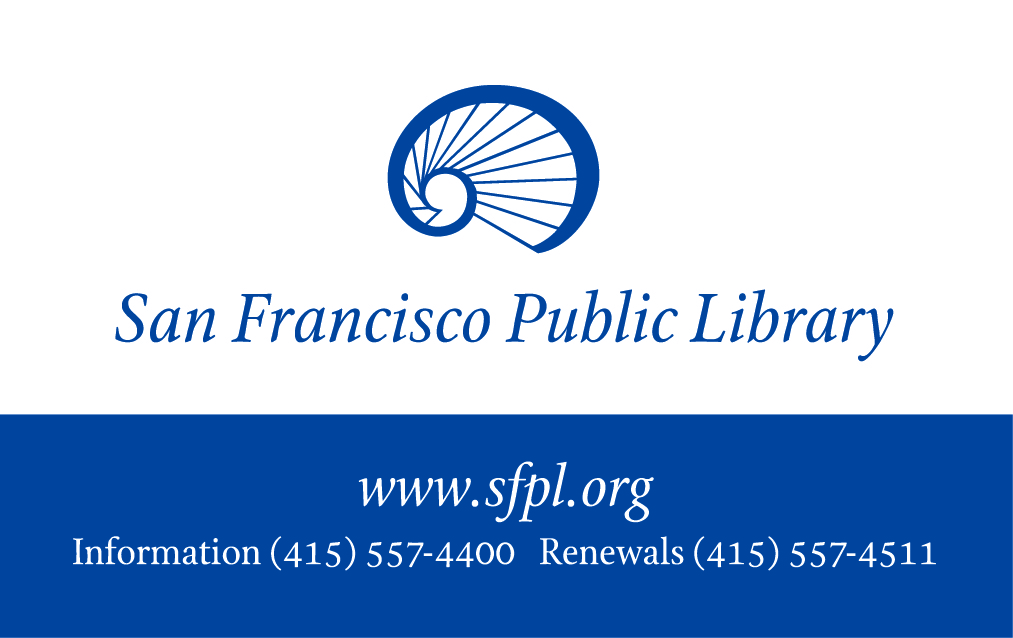 San Francisco Public Library
www.sfpl.org
Information (415) 557-4400 Renewals (415) 557-4511